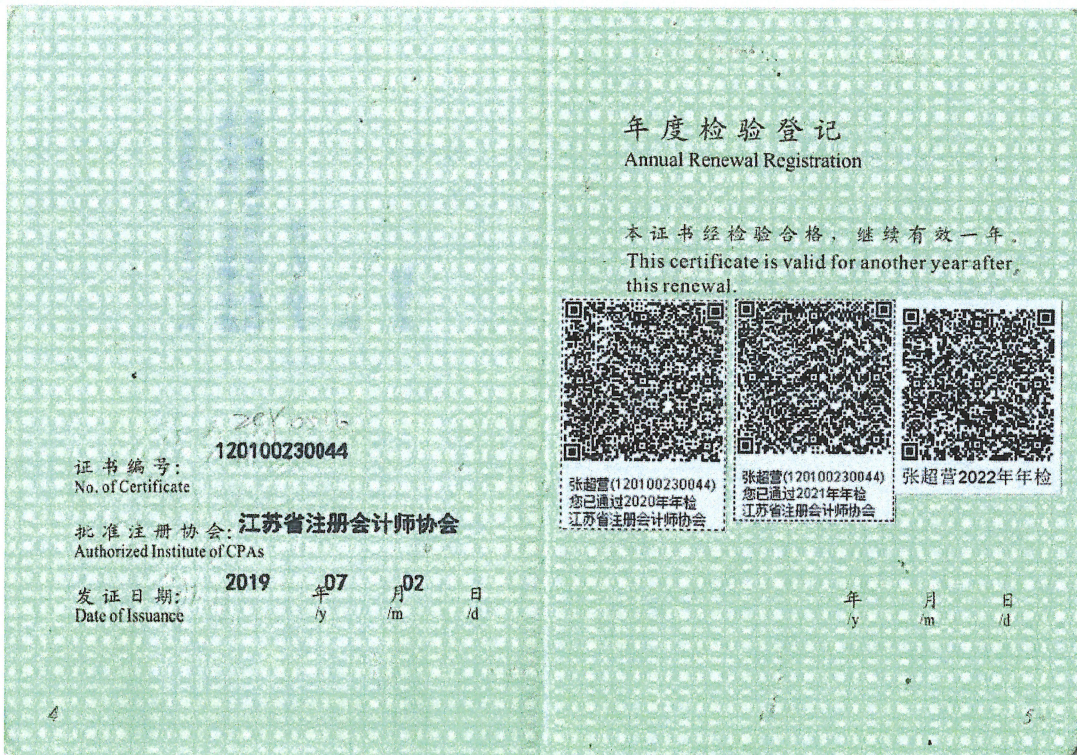 120100230044
证书编号:
No. of Certificate
批准注册协会: 江苏省注册会计师协会
Authorized Institute of CPAs
发证日期: 2019 年 07 月 02 日
Date of Issuance /y /m /d
4
年度检验登记
Annual Renewal Registration
本证书经检验合格，继续有效一年。
This certificate is valid for another year after
this renewal.
张超营(120100230044)
您已通过2020年年检
江苏省注册会计师协会
张超营(120100230044)
您已通过2021年年检
江苏省注册会计师协会
张超营2022年年检
年 月 日
/y /m /d
5